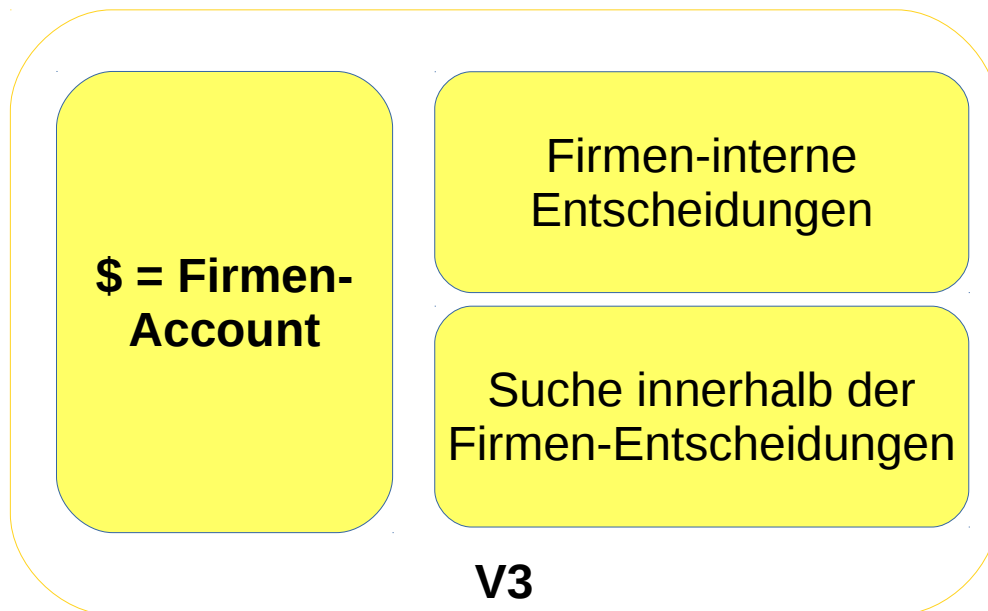 $ = Firmen-
Account
Firmen-interne
Entscheidungen
Suche innerhalb der
Firmen-Entscheidungen
V3